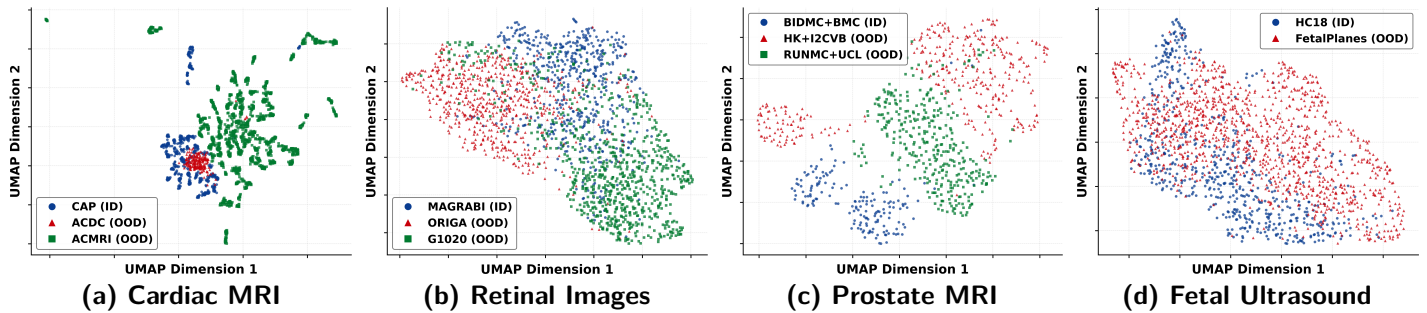 UMAP Dimension 2
CAP (ID)
ACDC (OOD)
ACMRI (OOD)
UMAP Dimension 1
(a) Cardiac MRI
UMAP Dimension 2
MAGRABI (ID)
ORIGA (OOD)
G1020 (OOD)
UMAP Dimension 1
(b) Retinal Images
UMAP Dimension 2
BIDMC+BMC (ID)
HK+I2CVB (OOD)
RUNMC+UCL (OOD)
UMAP Dimension 1
(c) Prostate MRI
UMAP Dimension 2
HC18 (ID)
FetalPlanes (OOD)
UMAP Dimension 1
(d) Fetal Ultrasound